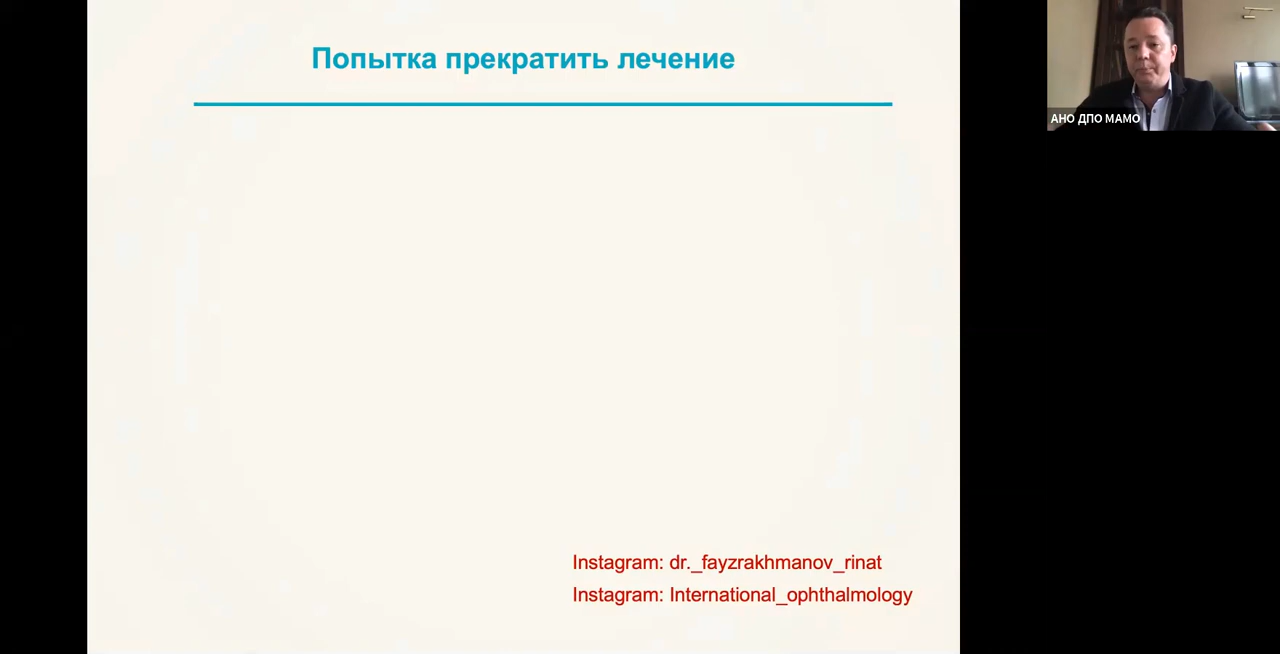 Попытка прекратить лечение
АНО ДПО МАМО
Instagram: dr._fayzrakhmanov_rinat
Instagram: International_ophthalmology